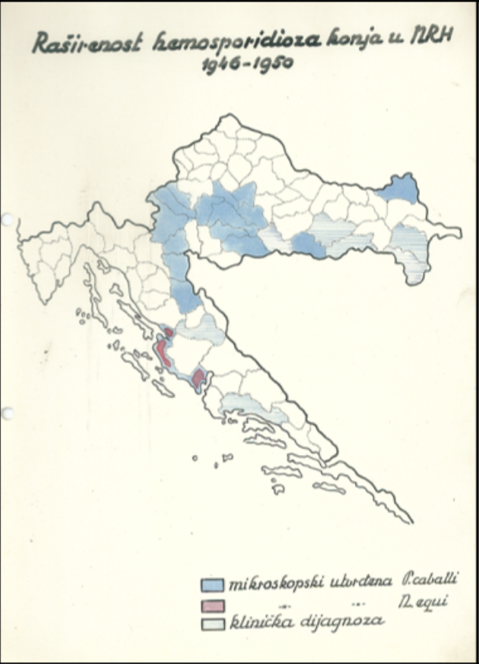 Raširenost hemosporidioza konja u NRH
1946-1950
mikroskopski utvrđena P. caballi
-"- -"- N. equi
klinička dijagnoza